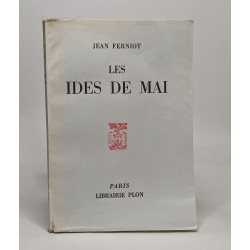 JEAN FERNIOT
LES
IDES DE MAI
PARIS
LIBRAIRIE PLON